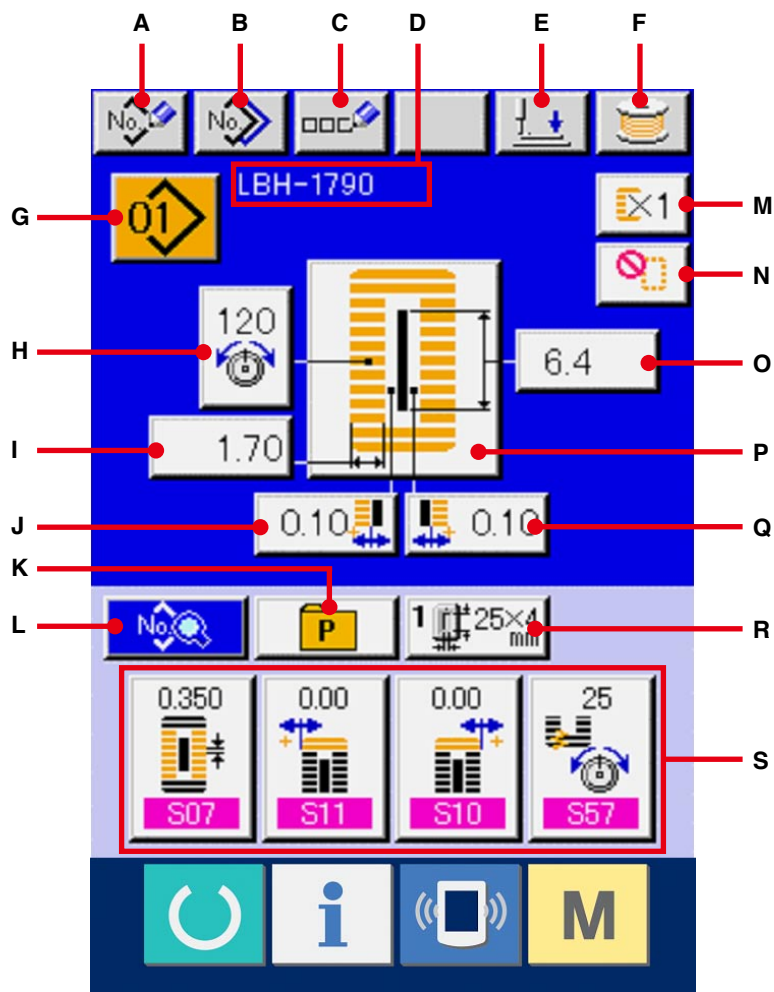 A B C D E F
No. No.
LBH-1790
G 01 ×1 M
N
H 120 6.4 O
I 1.70 P
J 0.10 0.10 Q
K
L No. P 1 25×4 mm R
0.350 0.00 0.00 25
S
S07 S11 S10 S57
i M